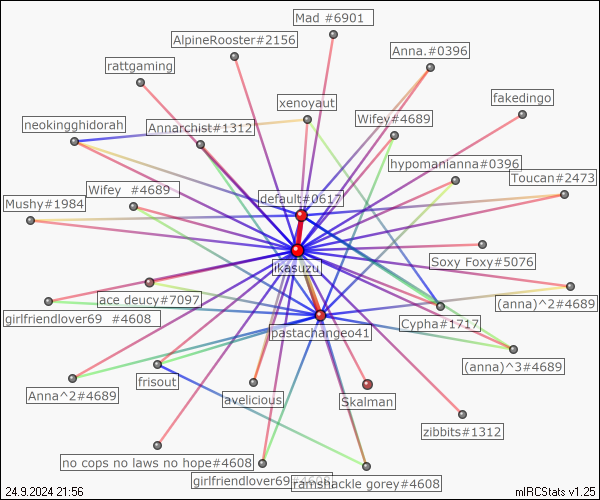 Mad #6901
AlpineRooster#2156
Anna.#0396
rattgaming
fakedingo
xenoyaut
neokingghidorah
Annarchist#1312
Wifey#4689
hypomanianna#0396
Toucan#2473
Wifey #4689
Mushy#1984
default#0617
Soxy Foxy#5076
jikasuzu
ace deucy#7097
(anna)^2#4689
girlfriendlover69 #4608
Cypha#1717
pastachangeo41
(anna)^3#4689
Anna^2#4689
frisout
avelicious
Skalman
zibbits#1312
no cops no laws no hope#4608
girlfriendlover69#4608
ramshackle gorey#4608
24.9.2024 21:56
mIRCStats v1.25